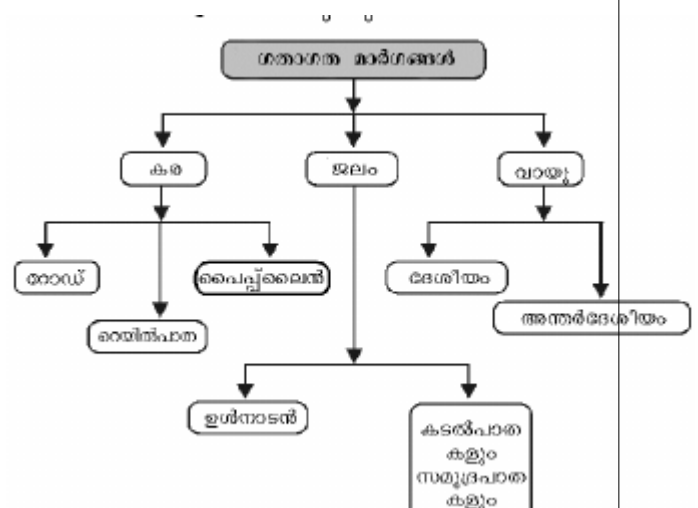 ഗതാഗത മാർഗങ്ങൾ
കര
ജലം
വായു
റോഡ്
പൈപ്പ്ലൈൻ
ദേശീയം
റെയിൽപാത
അന്തർദേശീയം
ഉൾനാടൻ
കടൽപാത
കളും
സമുദ്രപാത
കളും